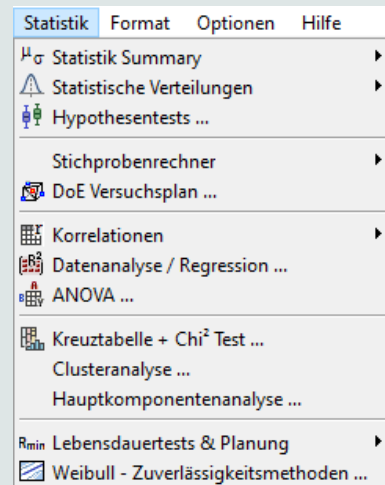 Statistik Format Optionen Hilfe
μσ Statistik Summary
Statistische Verteilungen
Hypothesentests ...
Stichprobenrechner
DoE Versuchsplan ...
r Korrelationen
R² Datenanalyse / Regression ...
A B ANOVA ...
Kreuztabelle + Chi² Test ...
Clusteranalyse ...
Hauptkomponentenanalyse ...
Rmin Lebensdauertests & Planung
Weibull - Zuverlässigkeitsmethoden ...